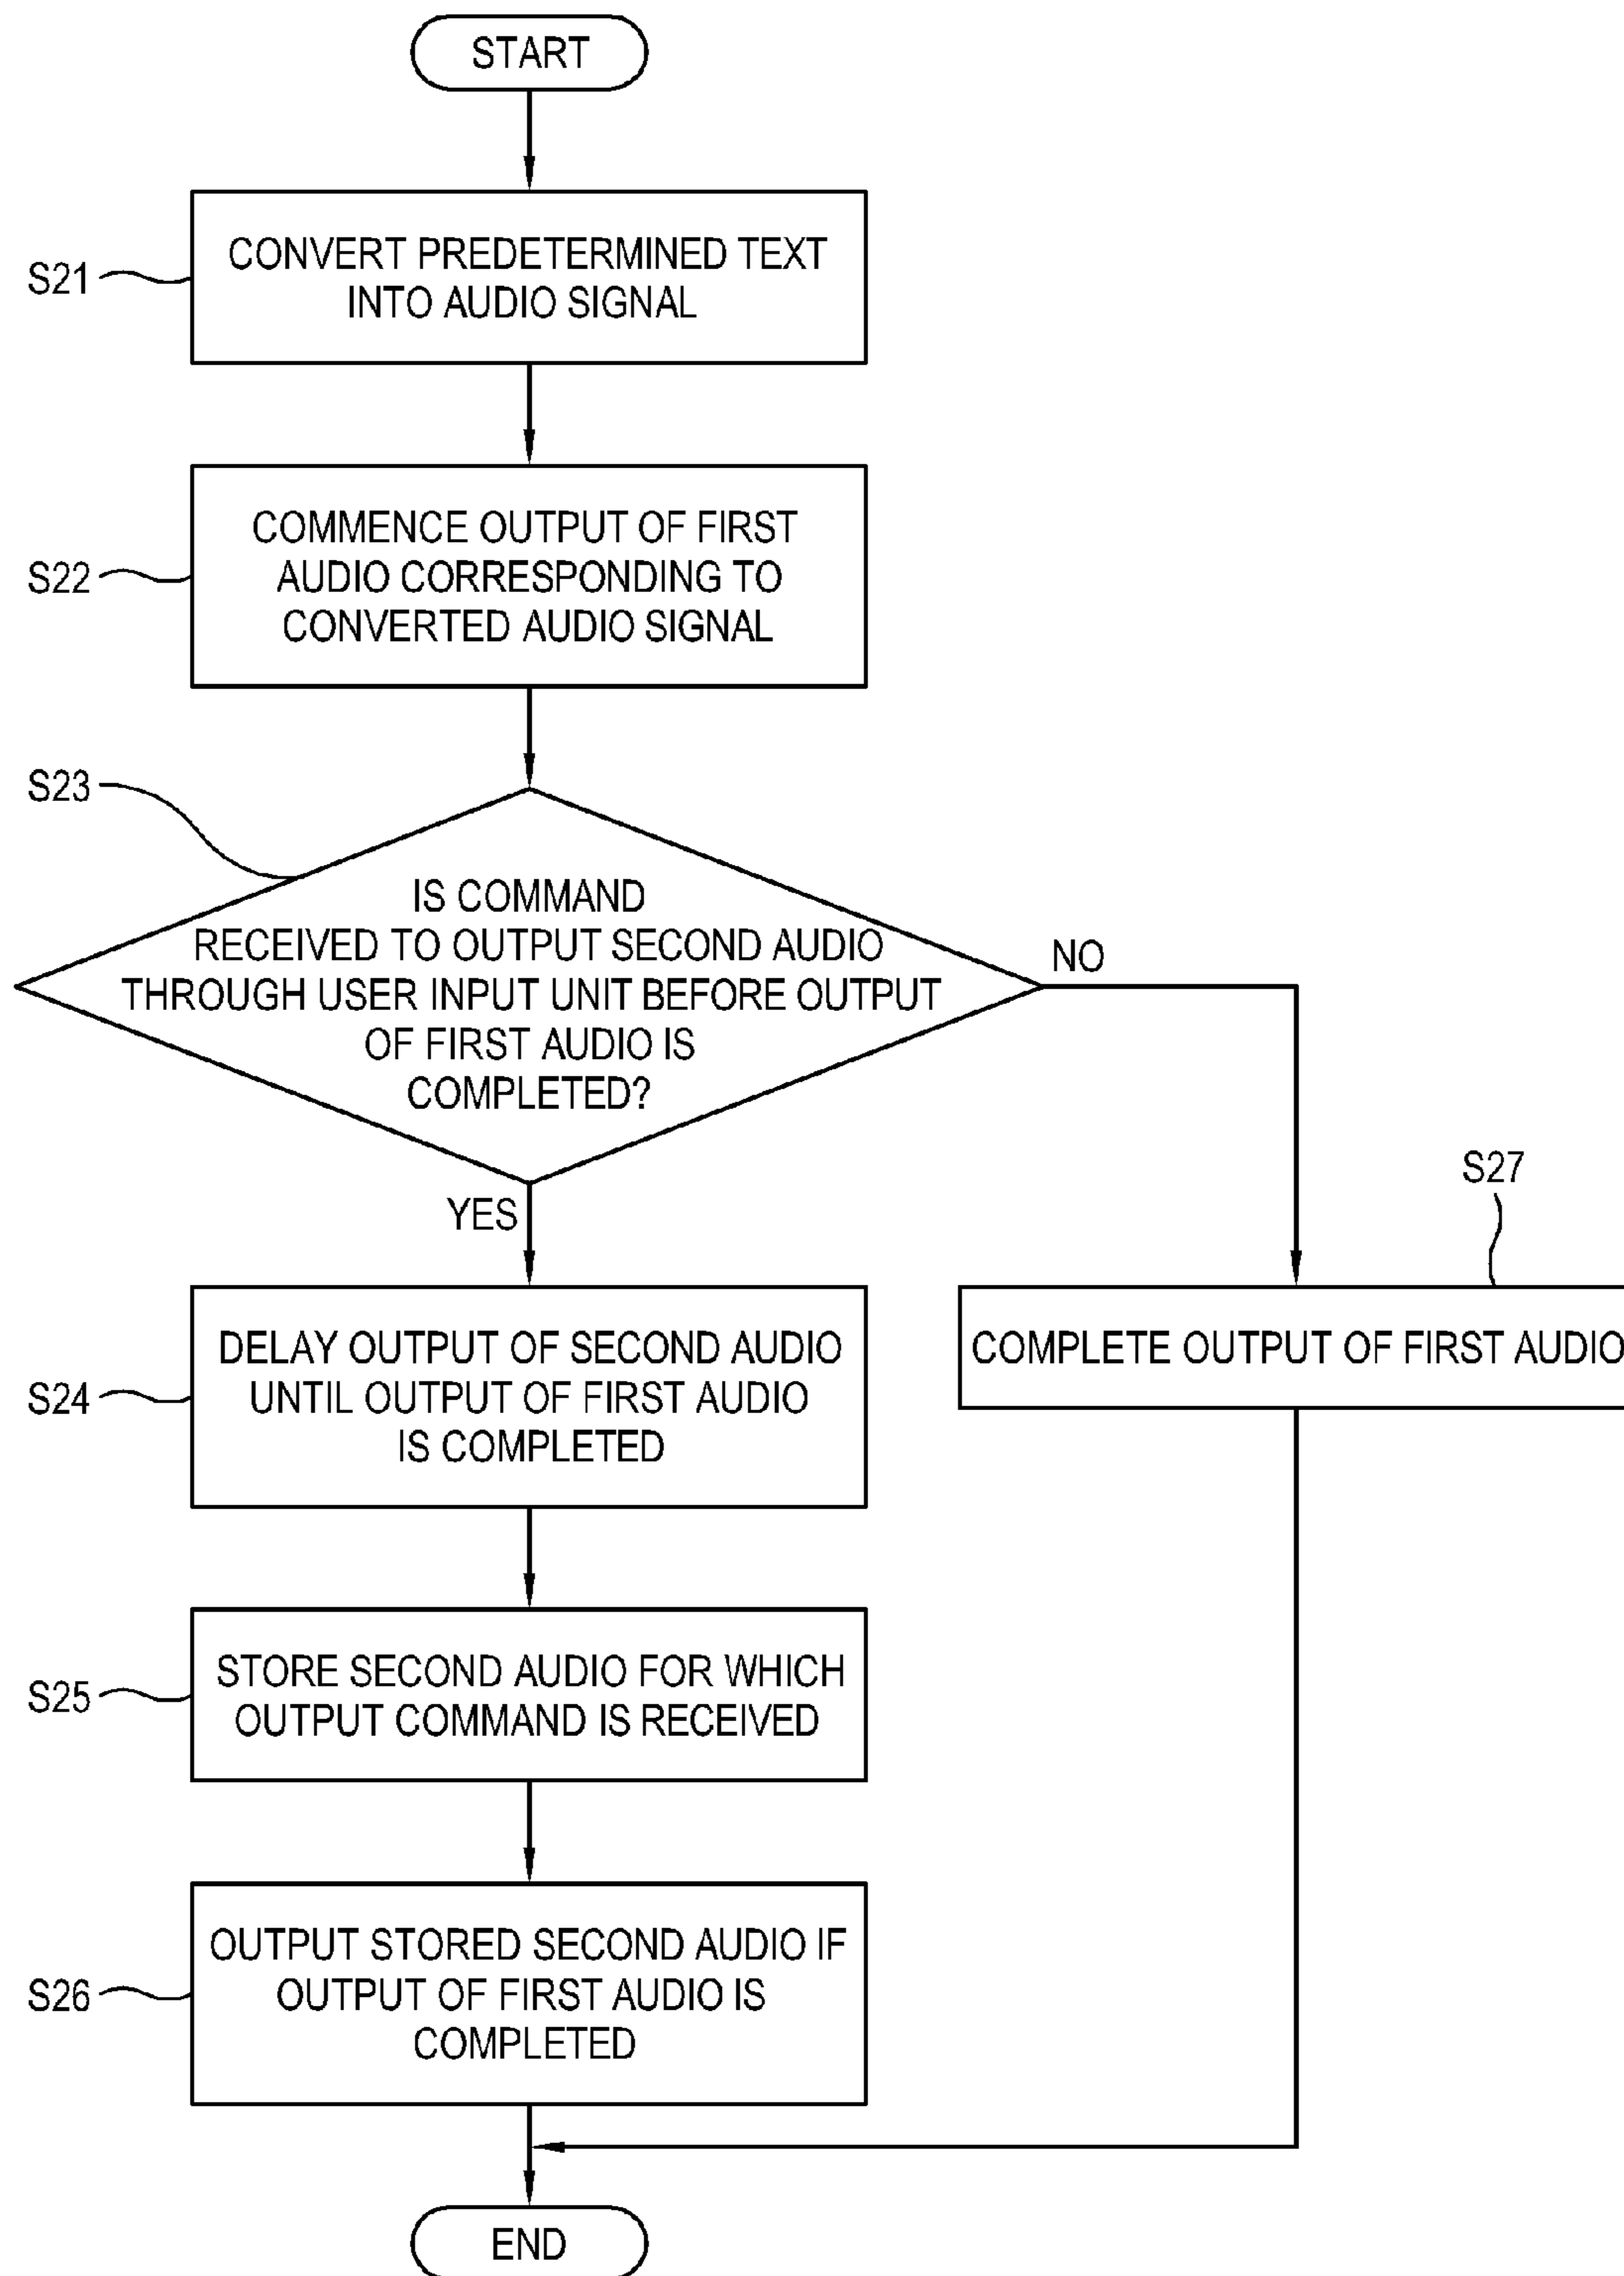 START
S21
CONVERT PREDETERMINED TEXT
INTO AUDIO SIGNAL
S22
COMMENCE OUTPUT OF FIRST
AUDIO CORRESPONDING TO
CONVERTED AUDIO SIGNAL
S23
IS COMMAND
RECEIVED TO OUTPUT SECOND AUDIO
THROUGH USER INPUT UNIT BEFORE OUTPUT
OF FIRST AUDIO IS
COMPLETED?
NO
YES
S27
COMPLETE OUTPUT OF FIRST AUDIO
S24
DELAY OUTPUT OF SECOND AUDIO
UNTIL OUTPUT OF FIRST AUDIO
IS COMPLETED
S25
STORE SECOND AUDIO FOR WHICH
OUTPUT COMMAND IS RECEIVED
S26
OUTPUT STORED SECOND AUDIO IF
OUTPUT OF FIRST AUDIO IS
COMPLETED
END